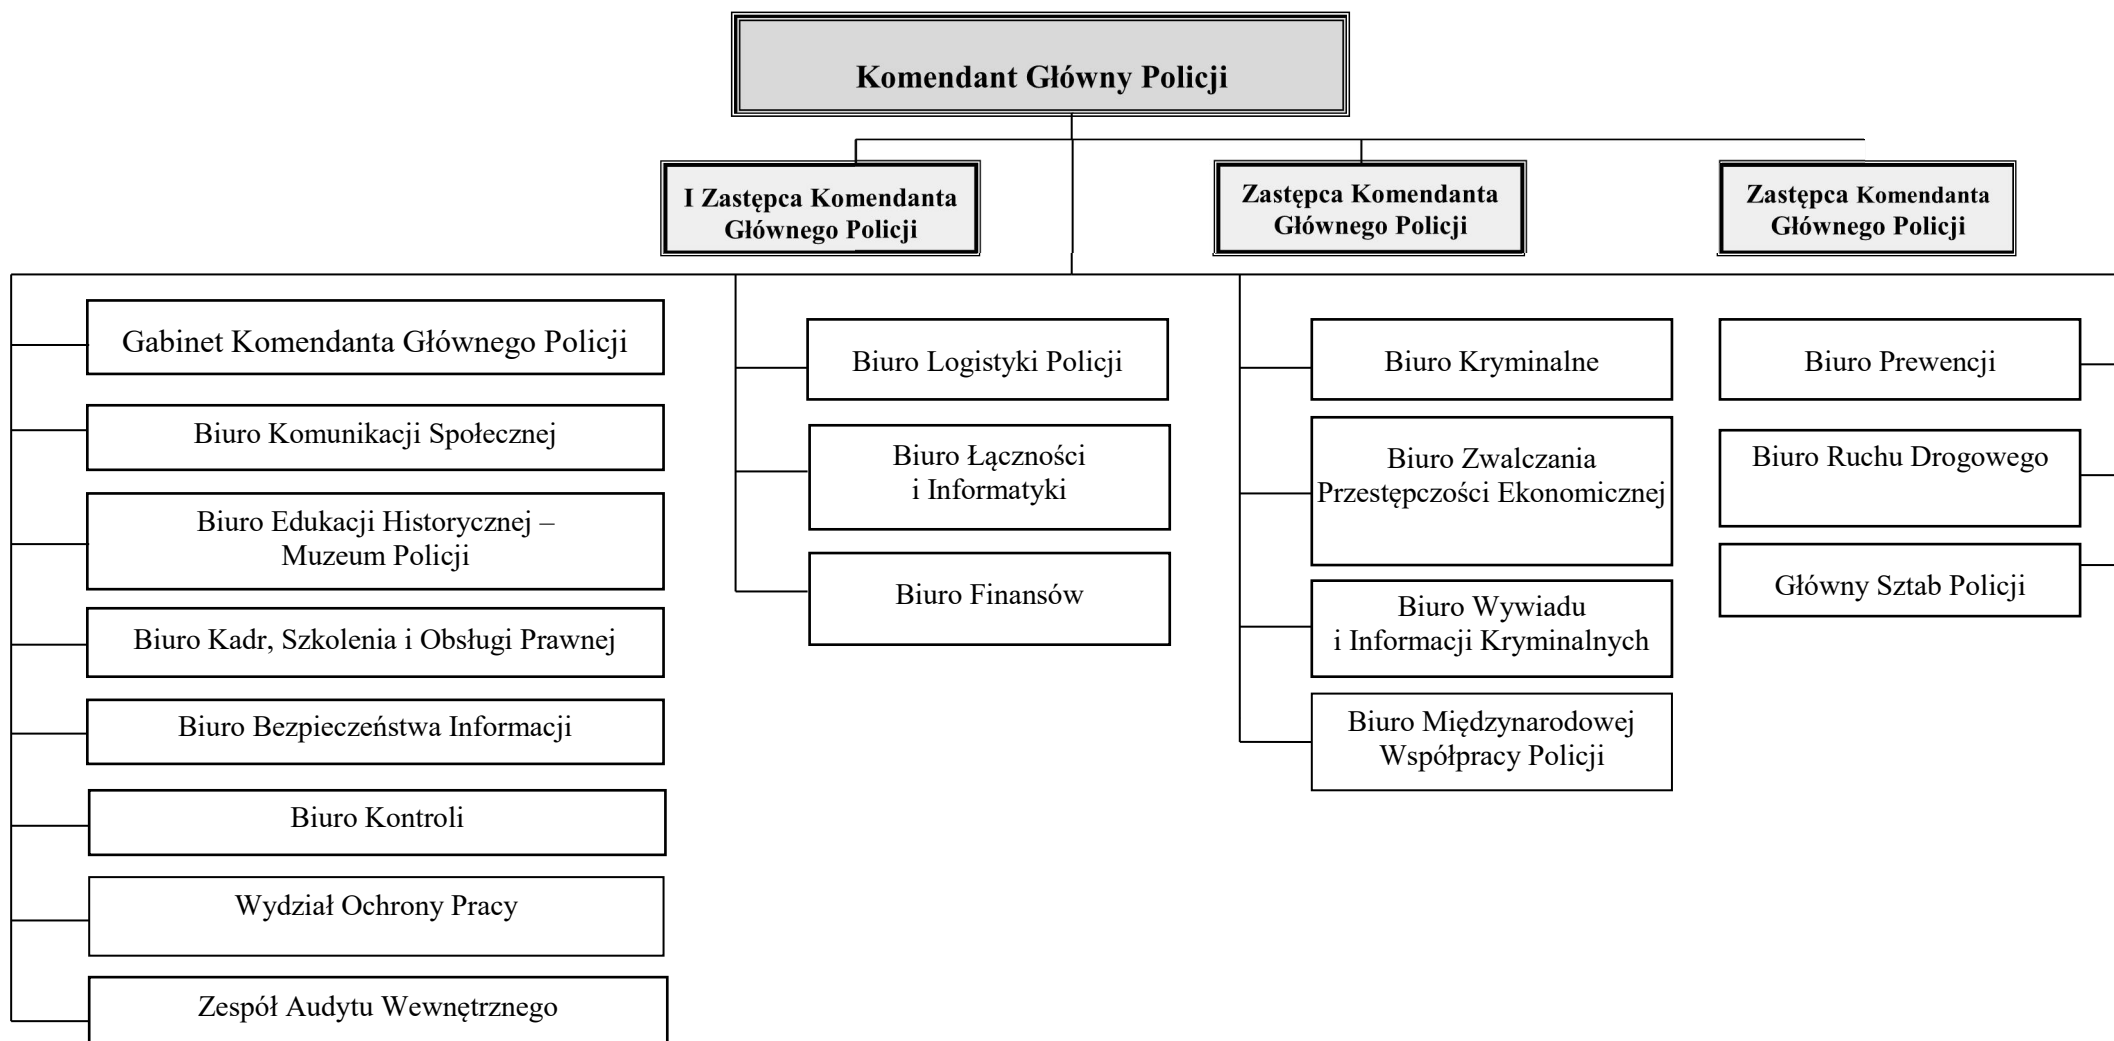 Komendant Główny Policji
I Zastępca Komendanta
Głównego Policji
Zastępca Komendanta
Głównego Policji
Zastępca Komendanta
Głównego Policji
Gabinet Komendanta Głównego Policji
Biuro Komunikacji Społecznej
Biuro Edukacji Historycznej –
Muzeum Policji
Biuro Kadr, Szkolenia i Obsługi Prawnej
Biuro Bezpieczeństwa Informacji
Biuro Kontroli
Wydział Ochrony Pracy
Zespół Audytu Wewnętrznego
Biuro Logistyki Policji
Biuro Łączności
i Informatyki
Biuro Finansów
Biuro Kryminalne
Biuro Zwalczania
Przestępczości Ekonomicznej
Biuro Wywiadu
i Informacji Kryminalnych
Biuro Międzynarodowej
Współpracy Policji
Biuro Prewencji
Biuro Ruchu Drogowego
Główny Sztab Policji